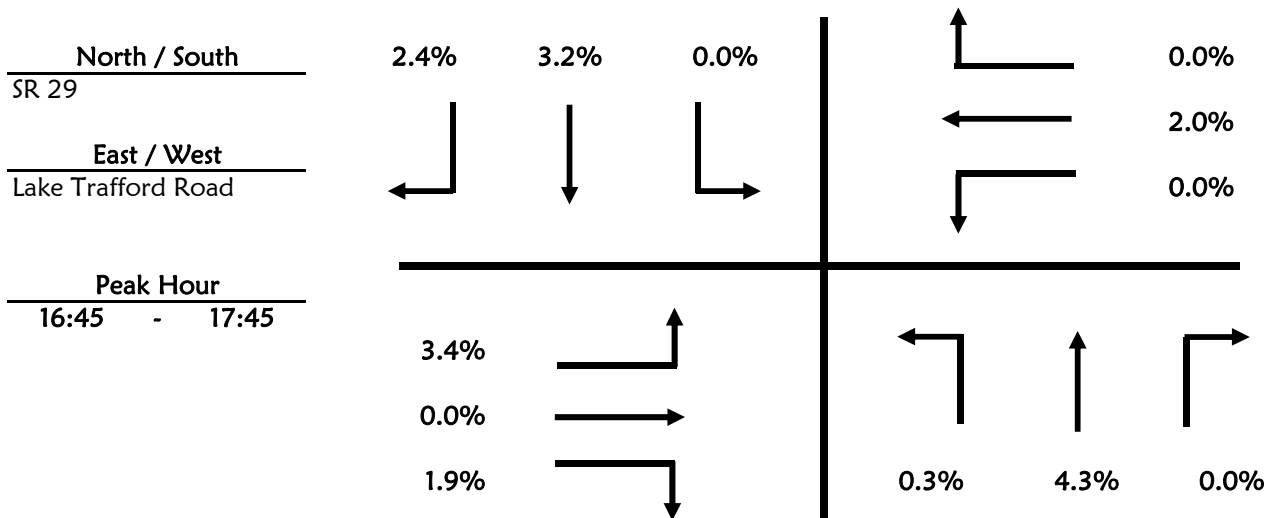 North / South
SR 29
East / West
Lake Trafford Road
Peak Hour
16:45 - 17:45
2.4% 3.2% 0.0%
0.0%
2.0%
0.0%
3.4%
0.0%
1.9%
0.3% 4.3% 0.0%